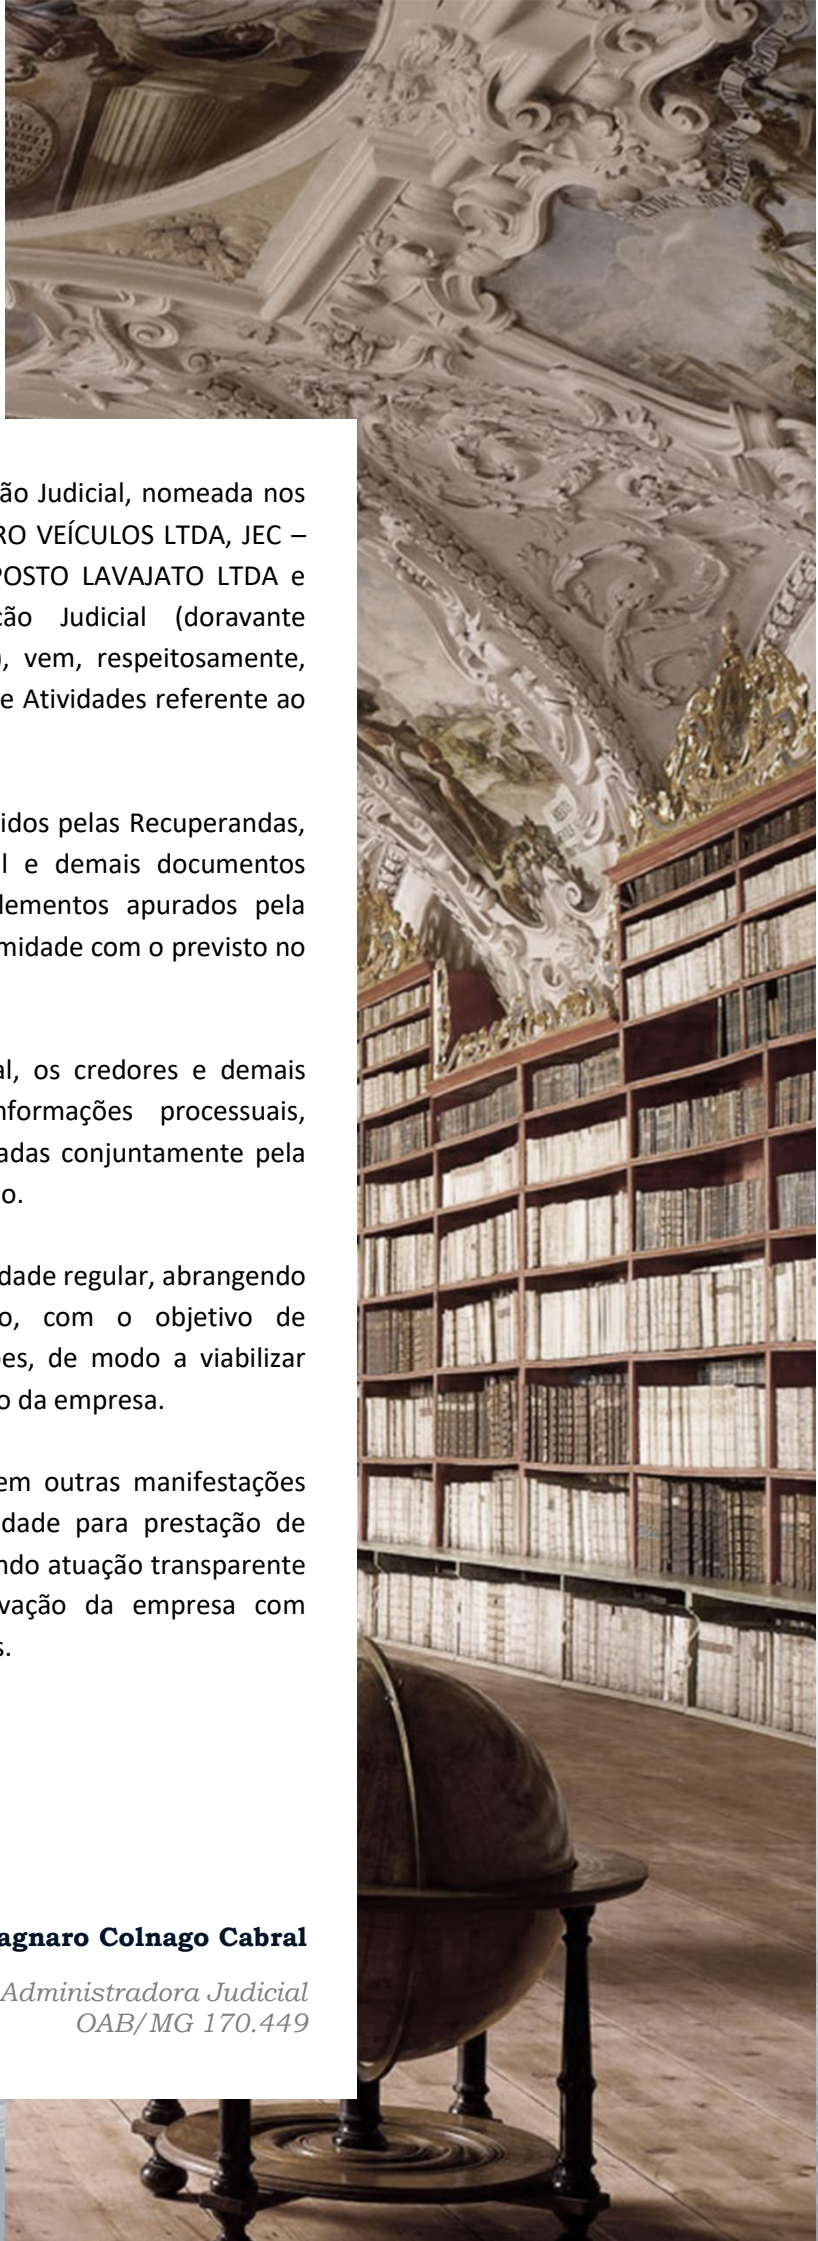 ão Judicial, nomeada nos
RO VEÍCULOS LTDA, JEC –
POSTO LAVAJATO LTDA e
ção Judicial (doravante
), vem, respeitosamente,
e Atividades referente ao
idos pelas Recuperandas,
l e demais documentos
lementos apurados pela
midade com o previsto no
al, os credores e demais
nformações processuais,
adas conjuntamente pela
o.
dade regular, abrangendo
o, com o objetivo de
es, de modo a viabilizar
o da empresa.
em outras manifestações
dade para prestação de
ndo atuação transparente
vação da empresa com
s.
agnaro Colnago Cabral
Administradora Judicial
OAB/MG 170.449